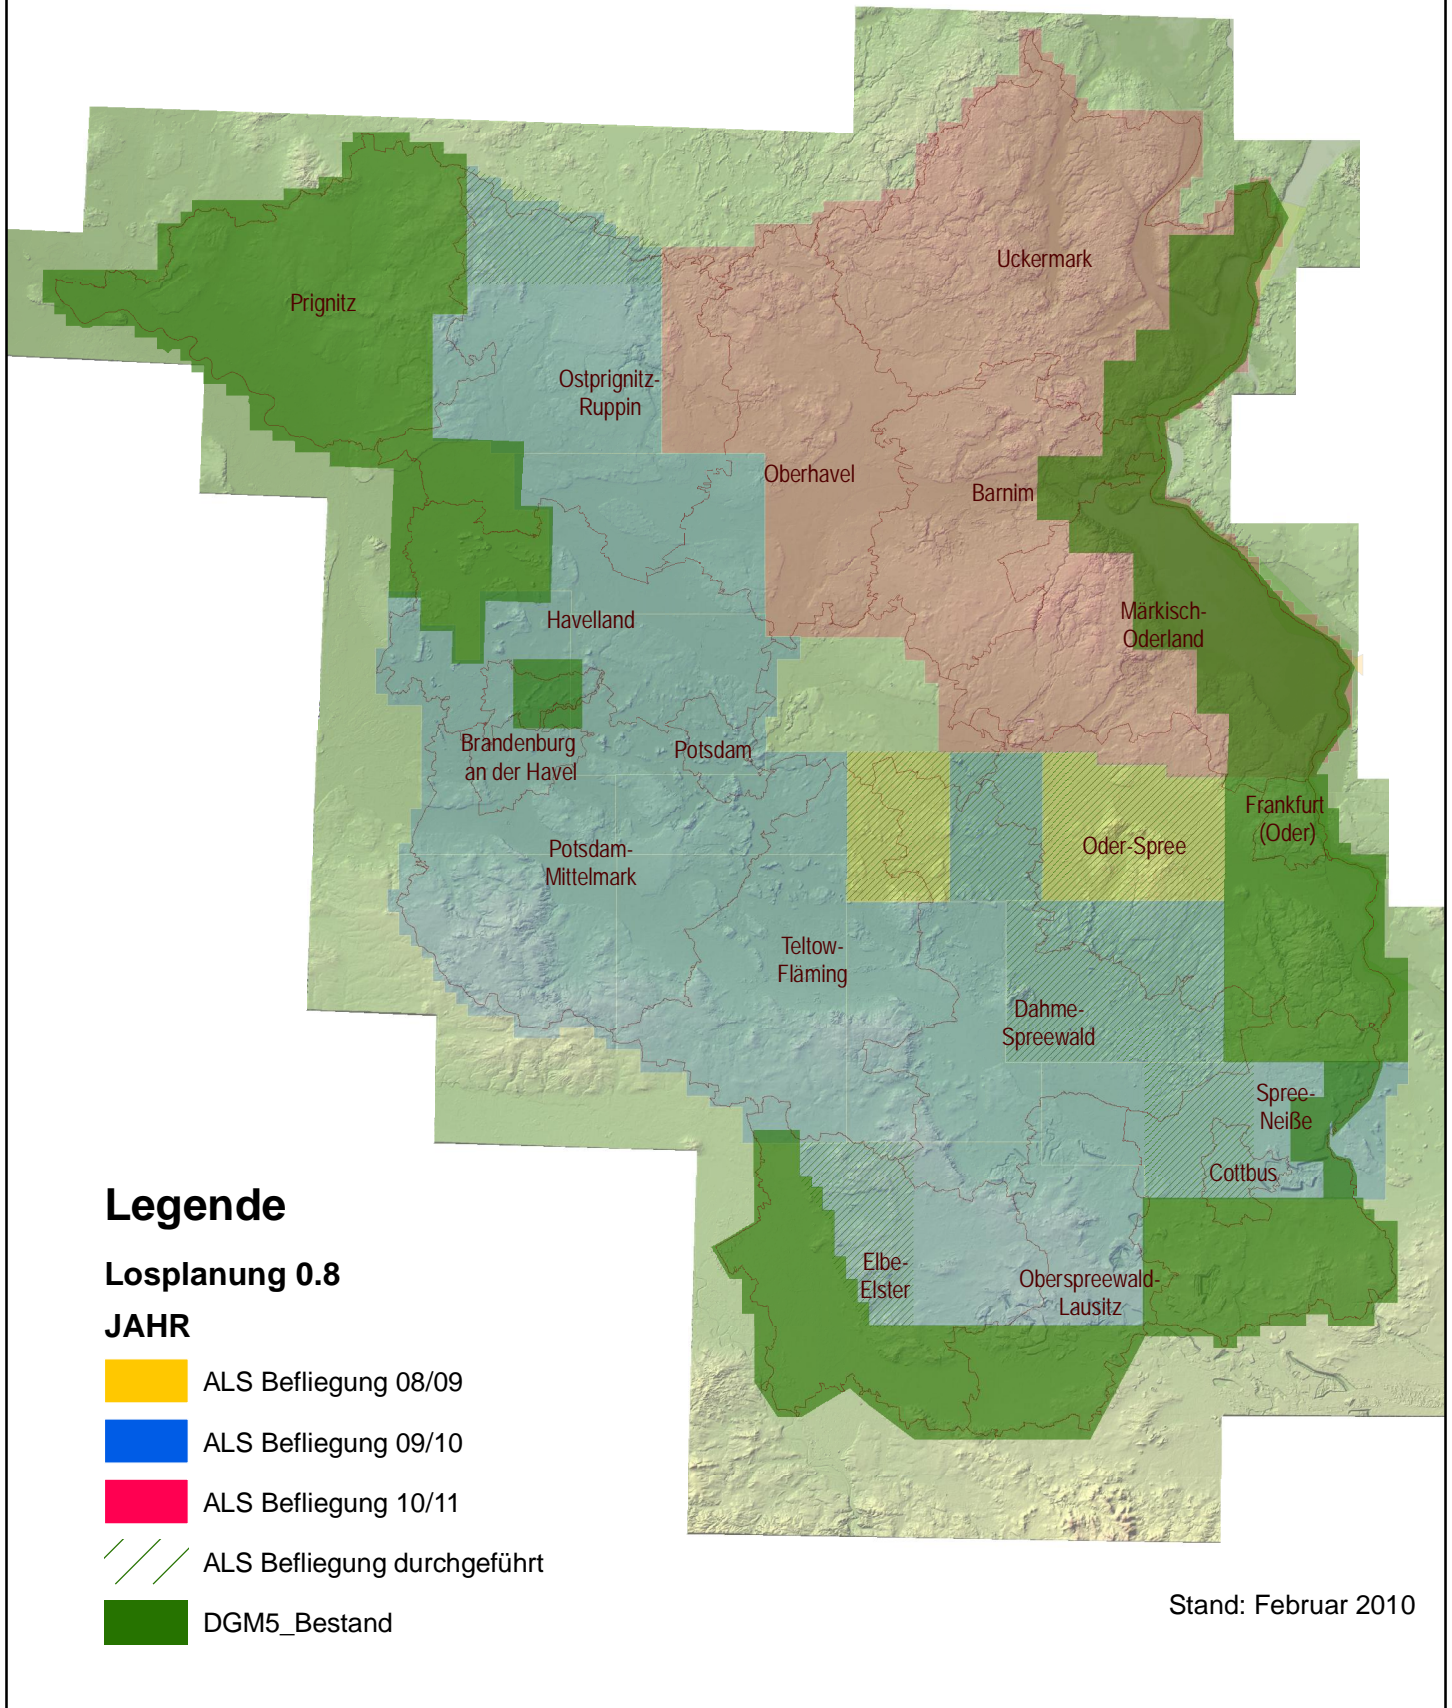 Uckermark
Prignitz
Ostprignitz-
Ruppin
Oberhavel
Barnim
Havelland
Märkisch-
Oderland
Brandenburg
an der Havel
Potsdam
Frankfurt
(Oder)
Potsdam-
Mittelmark
Oder-Spree
Teltow-
Fläming
Dahme-
Spreewald
Spree-
Neiße
Cottbus
Elbe-
Elster
Oberspreewald-
Lausitz
Legende
Losplanung 0.8
JAHR
ALS Befliegung 08/09
ALS Befliegung 09/10
ALS Befliegung 10/11
ALS Befliegung durchgeführt
DGM5_Bestand
Stand: Februar 2010